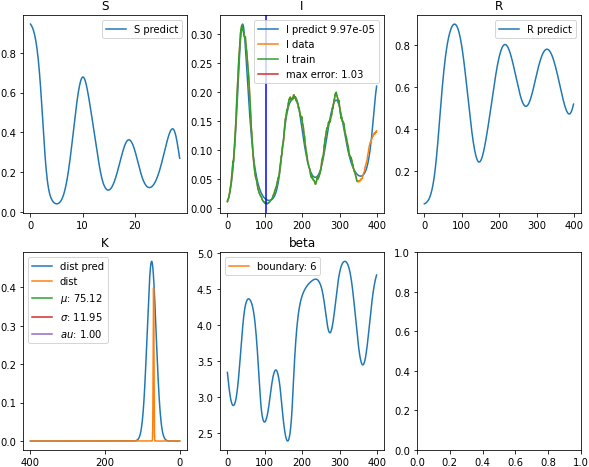 S
I
R
S predict
I predict 9.97e-05
I data
I train
max error: 1.03
R predict
0.8
0.6
0.4
0.2
0.0
0.30
0.25
0.20
0.15
0.10
0.05
0.00
0.8
0.6
0.4
0.2
0 10 20
0 100 200 300 400
0 100 200 300 400
K
beta
dist pred
dist
μ: 75.12
σ: 11.95
au: 1.00
boundary: 6
0.4
0.3
0.2
0.1
0.0
5.0
4.5
4.0
3.5
3.0
2.5
1.0
0.8
0.6
0.4
0.2
0.0
400 200 0
0 100 200 300 400
0.0 0.2 0.4 0.6 0.8 1.0